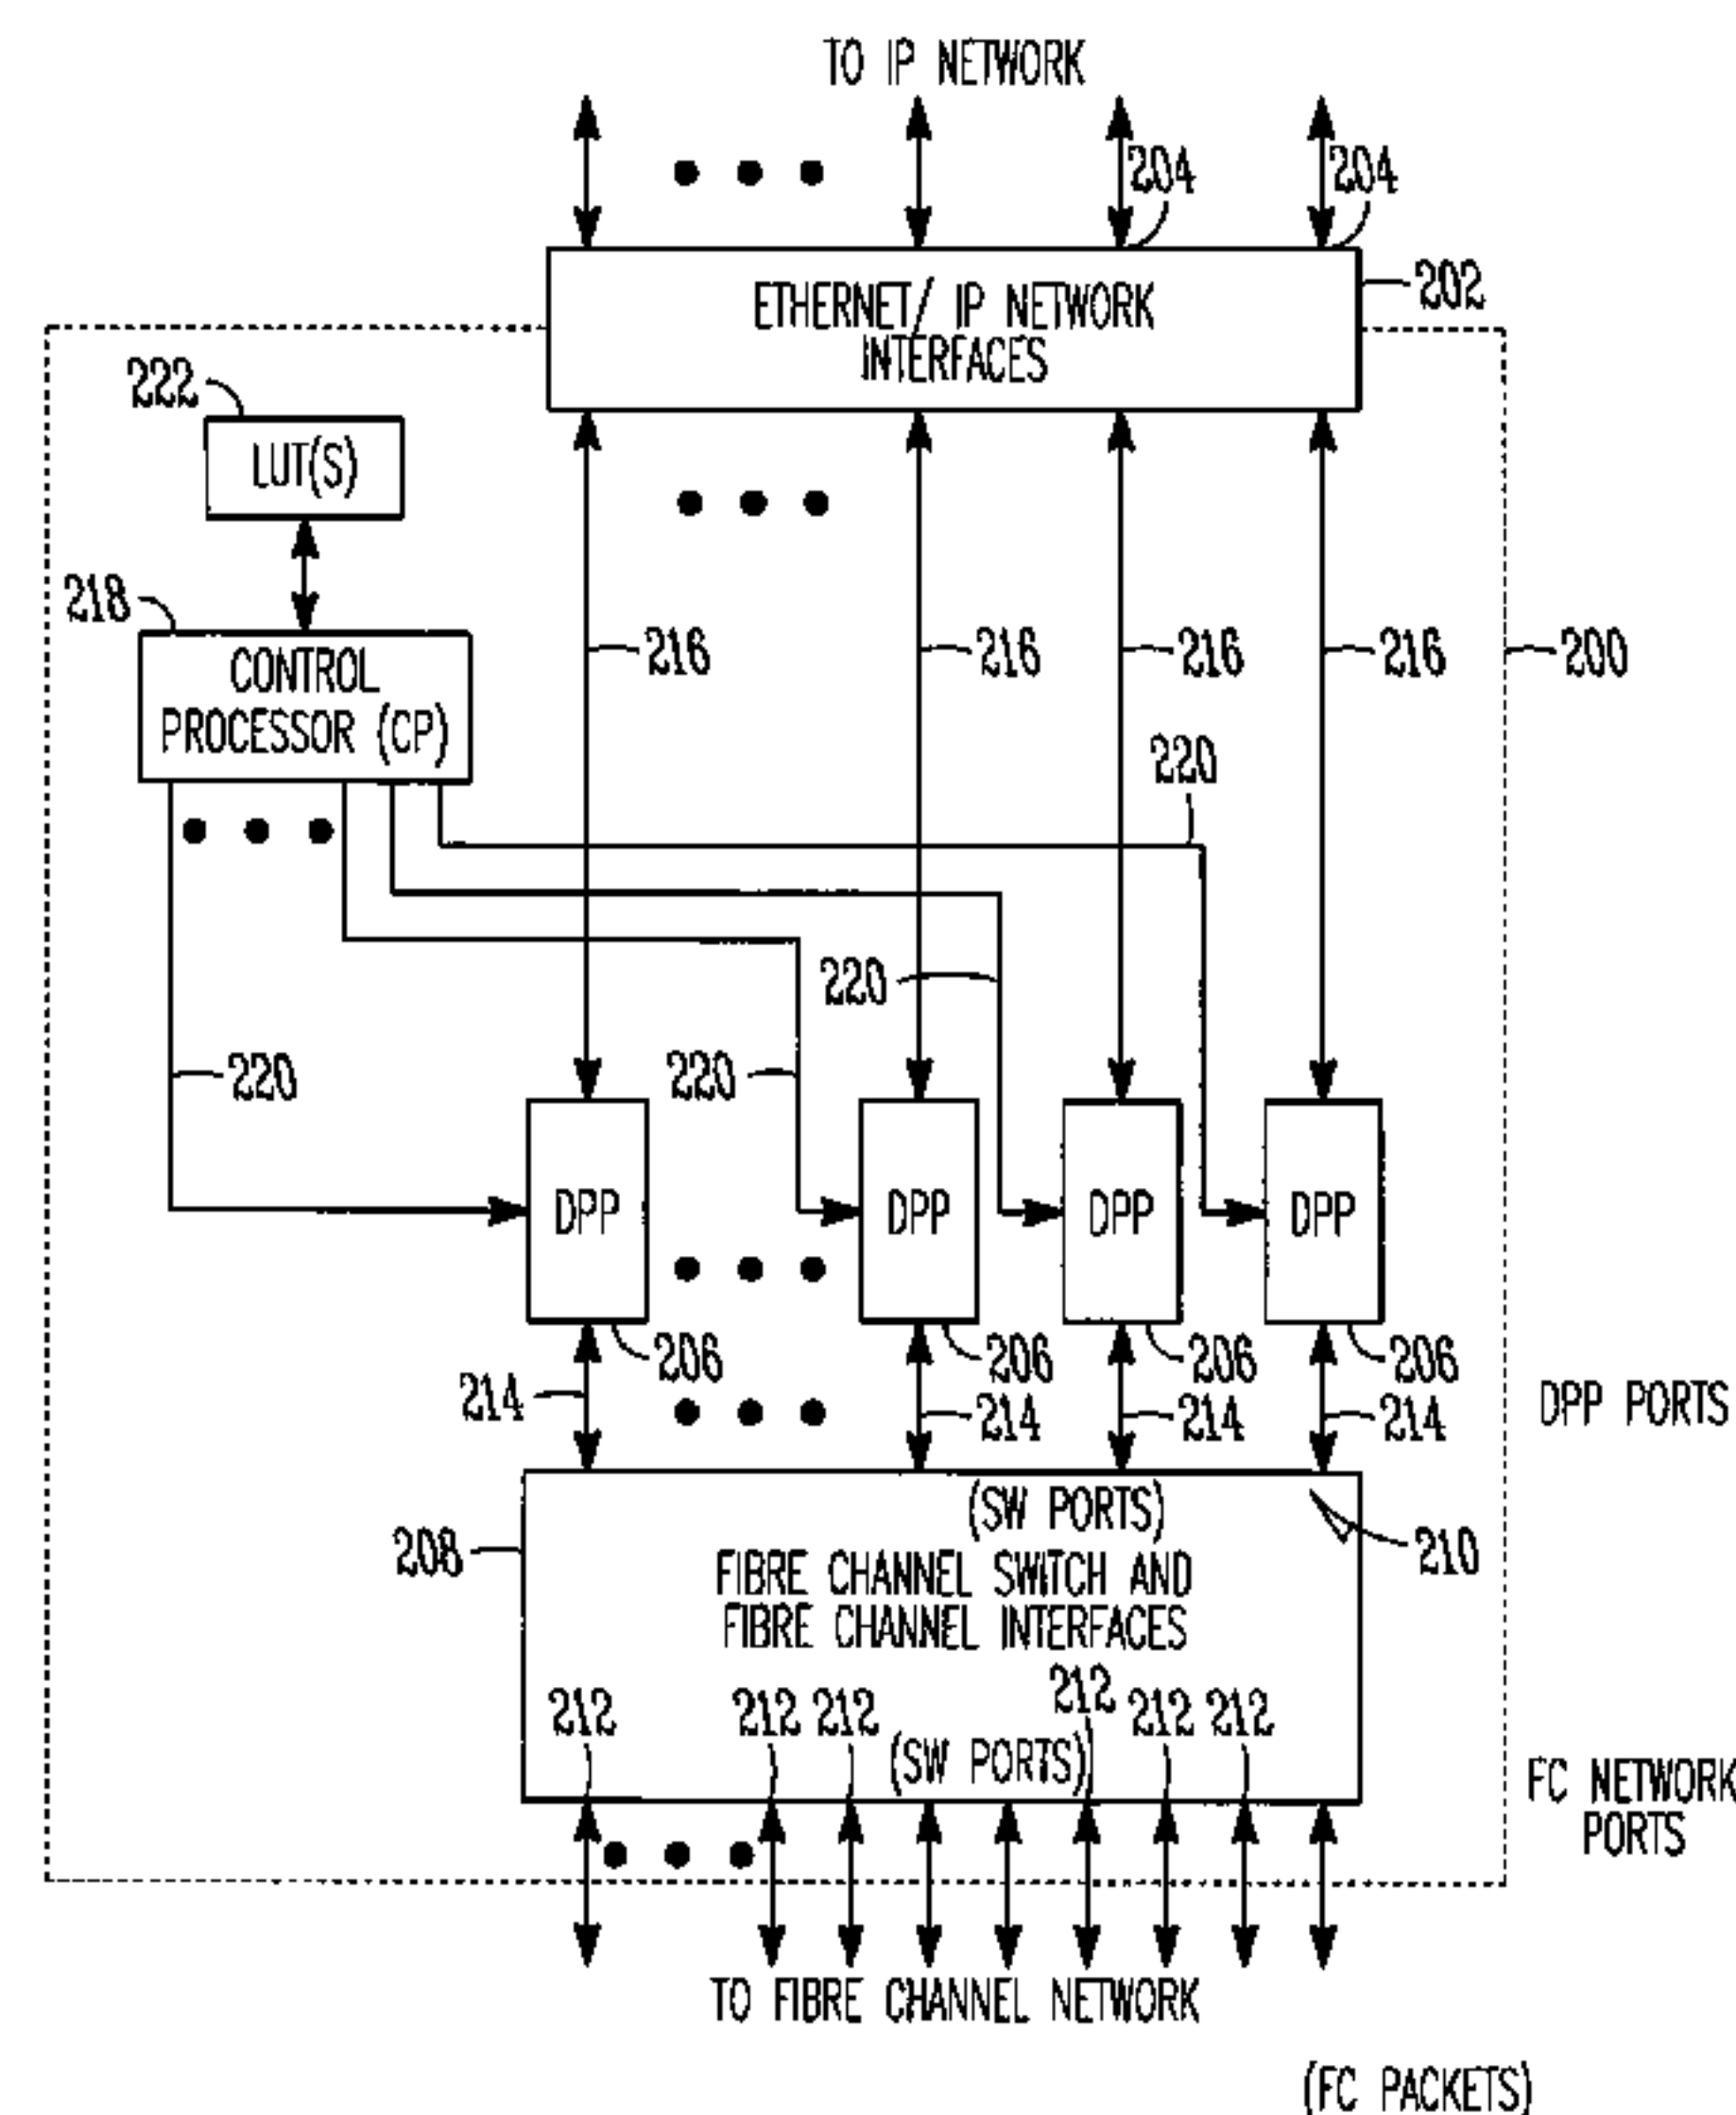 TO IP NETWORK
204 204
ETHERNET/ IP NETWORK
INTERFACES
202
222
LUT(S)
218
CONTROL
PROCESSOR (CP)
216 216 216 216 200
220
220
220 220
DPP DPP DPP DPP
206 206 206 206
214 214 214 214
DPP PORTS
(SW PORTS)
208 210
FIBRE CHANNEL SWITCH AND
FIBRE CHANNEL INTERFACES
212 212 212 212 212 212
(SW PORTS)
FC NETWORK
PORTS
TO FIBRE CHANNEL NETWORK
(FC PACKETS)